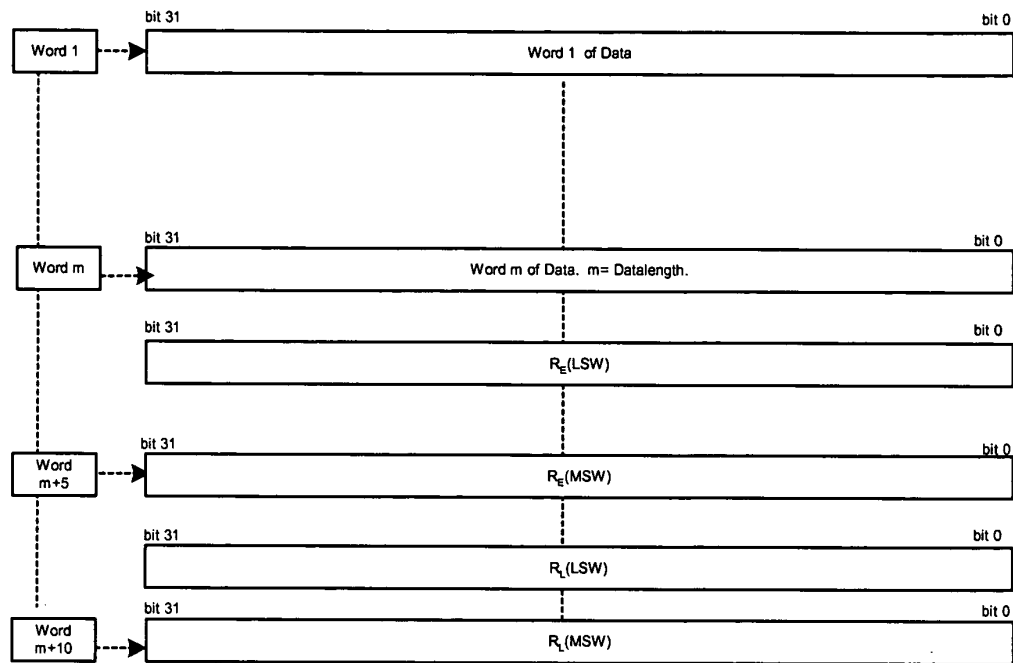 bit 31 bit 0
Word 1 Word 1 of Data
bit 31 bit 0
Word m Word m of Data. m= Datalength.
bit 31 bit 0
R_E(LSW)
bit 31 bit 0
Word
m+5
R_E(MSW)
bit 31 bit 0
R_L(LSW)
bit 31 bit 0
Word
m+10
R_L(MSW)